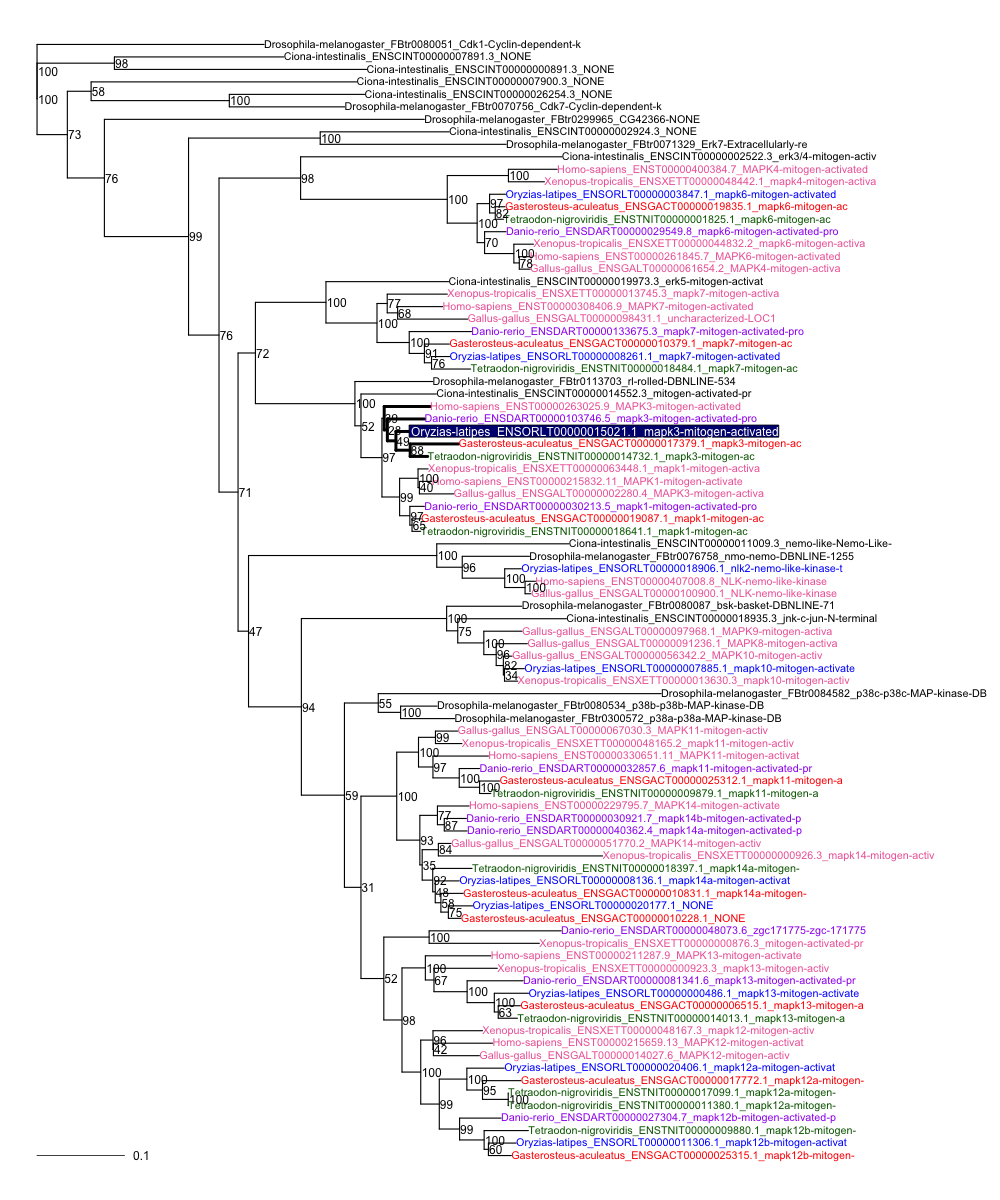 Drosophila-melanogaster_FBtr0080051_Cdk1-Cyclin-dependent-k
Ciona-intestinalis_ENSCINT00000007891.3_NONE
98
Ciona-intestinalis_ENSCINT00000000891.3_NONE
100
Ciona-intestinalis_ENSCINT00000007900.3_NONE
58
Ciona-intestinalis_ENSCINT00000026254.3_NONE
100
100
Drosophila-melanogaster_FBtr0070756_Cdk7-Cyclin-dependent-k
Drosophila-melanogaster_FBtr0299965_CG42366-NONE
73
Ciona-intestinalis_ENSCINT00000002924.3_NONE
100
Drosophila-melanogaster_FBtr0071329_Erk7-Extracellularly-re
Ciona-intestinalis_ENSCINT00000002522.3_erk3/4-mitogen-activ
Homo-sapiens_ENST00000400384.7_MAPK4-mitogen-activated
76
98
100
Xenopus-tropicalis_ENSXETT00000048442.1_mapk4-mitogen-activa
Oryzias-latipes_ENSORLT00000003847.1_mapk6-mitogen-activated
100
97
Gasterosteus-aculeatus_ENSGACT00000019835.1_mapk6-mitogen-ac
82
Tetraodon-nigroviridis_ENSTNIT00000001825.1_mapk6-mitogen-ac
100
Danio-rerio_ENSDART00000029549.8_mapk6-mitogen-activated-pro
99
70
Xenopus-tropicalis_ENSXETT00000044832.2_mapk6-mitogen-activa
100
Homo-sapiens_ENST00000261845.7_MAPK6-mitogen-activated
78
Gallus-gallus_ENSGALT00000061654.2_MAPK4-mitogen-activa
Ciona-intestinalis_ENSCINT00000019973.3_erk5-mitogen-activat
Xenopus-tropicalis_ENSXETT00000013745.3_mapk7-mitogen-activa
100
77
Homo-sapiens_ENST00000308406.9_MAPK7-mitogen-activated
68
Gallus-gallus_ENSGALT00000098431.1_uncharacterized-LOC1
100
Danio-rerio_ENSDART00000133675.3_mapk7-mitogen-activated-pro
76
100
Gasterosteus-aculeatus_ENSGACT00000010379.1_mapk7-mitogen-ac
72
91
Oryzias-latipes_ENSORLT00000008261.1_mapk7-mitogen-activated
76
Tetraodon-nigroviridis_ENSTNIT00000018484.1_mapk7-mitogen-ac
Drosophila-melanogaster_FBtr0113703_rl-rolled-DBNLINE-534
Ciona-intestinalis_ENSCINT00000014552.3_mitogen-activated-pr
100
Homo-sapiens_ENST00000263025.9_MAPK3-mitogen-activated
Danio-rerio_ENSDART00000103746.5_mapk3-mitogen-activated-pro
52
28
Oryzias-latipes_ENSORLT00000015021.1_mapk3-mitogen-activated
49
Gasterosteus-aculeatus_ENSGACT00000017379.1_mapk3-mitogen-ac
88
Tetraodon-nigroviridis_ENSTNIT00000014732.1_mapk3-mitogen-ac
97
Xenopus-tropicalis_ENSXETT00000063448.1_mapk1-mitogen-activa
100
Homo-sapiens_ENST00000215832.11_MAPK1-mitogen-activate
40
Gallus-gallus_ENSGALT00000002280.4_MAPK3-mitogen-activa
71
99
Danio-rerio_ENSDART00000030213.5_mapk1-mitogen-activated-pro
97
Gasterosteus-aculeatus_ENSGACT00000019087.1_mapk1-mitogen-ac
65
Tetraodon-nigroviridis_ENSTNIT00000018641.1_mapk1-mitogen-ac
Ciona-intestinalis_ENSCINT00000011009.3_nemo-like-Nemo-Like-
100
Drosophila-melanogaster_FBtr0076758_nmo-nemo-DBNLINE-1255
96
Oryzias-latipes_ENSORLT00000018906.1_nlk2-nemo-like-kinase-t
100
Homo-sapiens_ENST00000407008.8_NLK-nemo-like-kinase
100
Gallus-gallus_ENSGALT00000100900.1_NLK-nemo-like-kinase
Drosophila-melanogaster_FBtr0080087_bsk-basket-DBNLINE-71
100
Ciona-intestinalis_ENSCINT00000018935.3_jnk-c-jun-N-terminal
47
75
Gallus-gallus_ENSGALT00000097968.1_MAPK9-mitogen-activa
100
Gallus-gallus_ENSGALT00000091236.1_MAPK8-mitogen-activa
96
Gallus-gallus_ENSGALT00000056342.2_MAPK10-mitogen-activ
82
Oryzias-latipes_ENSORLT00000007885.1_mapk10-mitogen-activate
34
Xenopus-tropicalis_ENSXETT00000013630.3_mapk10-mitogen-activ
Drosophila-melanogaster_FBtr0084582_p38c-p38c-MAP-kinase-DB
94
55
Drosophila-melanogaster_FBtr0080534_p38b-p38b-MAP-kinase-DB
100
Drosophila-melanogaster_FBtr0300572_p38a-p38a-MAP-kinase-DB
Gallus-gallus_ENSGALT00000067030.3_MAPK11-mitogen-activ
99
Xenopus-tropicalis_ENSXETT00000048165.2_mapk11-mitogen-activ
100
Homo-sapiens_ENST00000330651.11_MAPK11-mitogen-activat
97
Danio-rerio_ENSDART00000032857.6_mapk11-mitogen-activated-pr
100
Gasterosteus-aculeatus_ENSGACT00000025312.1_mapk11-mitogen-a
100
Tetraodon-nigroviridis_ENSTNIT00000009879.1_mapk11-mitogen-a
59
100
Homo-sapiens_ENST00000229795.7_MAPK14-mitogen-activate
77
Danio-rerio_ENSDART00000030921.7_mapk14b-mitogen-activated-p
87
Danio-rerio_ENSDART00000040362.4_mapk14a-mitogen-activated-p
93
Gallus-gallus_ENSGALT00000051770.2_MAPK14-mitogen-activ
84
Xenopus-tropicalis_ENSXETT00000000926.3_mapk14-mitogen-activ
35
Tetraodon-nigroviridis_ENSTNIT00000018397.1_mapk14a-mitogen-
92
Oryzias-latipes_ENSORLT00000008136.1_mapk14a-mitogen-activat
31
48
Gasterosteus-aculeatus_ENSGACT00000010831.1_mapk14a-mitogen-
58
Oryzias-latipes_ENSORLT00000020177.1_NONE
75
Gasterosteus-aculeatus_ENSGACT00000010228.1_NONE
Danio-rerio_ENSDART00000048073.6_zgc171775-zgc-171775
100
Xenopus-tropicalis_ENSXETT00000000876.3_mitogen-activated-pr
Homo-sapiens_ENST00000211287.9_MAPK13-mitogen-activate
100
Xenopus-tropicalis_ENSXETT00000000923.3_mapk13-mitogen-activ
52
67
Danio-rerio_ENSDART00000081341.6_mapk13-mitogen-activated-pr
100
Oryzias-latipes_ENSORLT00000000486.1_mapk13-mitogen-activate
100
Gasterosteus-aculeatus_ENSGACT00000006515.1_mapk13-mitogen-a
63
Tetraodon-nigroviridis_ENSTNIT00000014013.1_mapk13-mitogen-a
98
Xenopus-tropicalis_ENSXETT00000048167.3_mapk12-mitogen-activ
96
Homo-sapiens_ENST00000215659.13_MAPK12-mitogen-activat
42
Gallus-gallus_ENSGALT00000014027.6_MAPK12-mitogen-activ
100
Oryzias-latipes_ENSORLT00000020406.1_mapk12a-mitogen-activat
100
Gasterosteus-aculeatus_ENSGACT00000017772.1_mapk12a-mitogen-
95
Tetraodon-nigroviridis_ENSTNIT00000017099.1_mapk12a-mitogen-
100
Tetraodon-nigroviridis_ENSTNIT00000011380.1_mapk12a-mitogen-
99
Danio-rerio_ENSDART00000027304.7_mapk12b-mitogen-activated-p
99
Tetraodon-nigroviridis_ENSTNIT00000009880.1_mapk12b-mitogen-
100
Oryzias-latipes_ENSORLT00000011306.1_mapk12b-mitogen-activat
60
Gasterosteus-aculeatus_ENSGACT00000025315.1_mapk12b-mitogen-
0.1